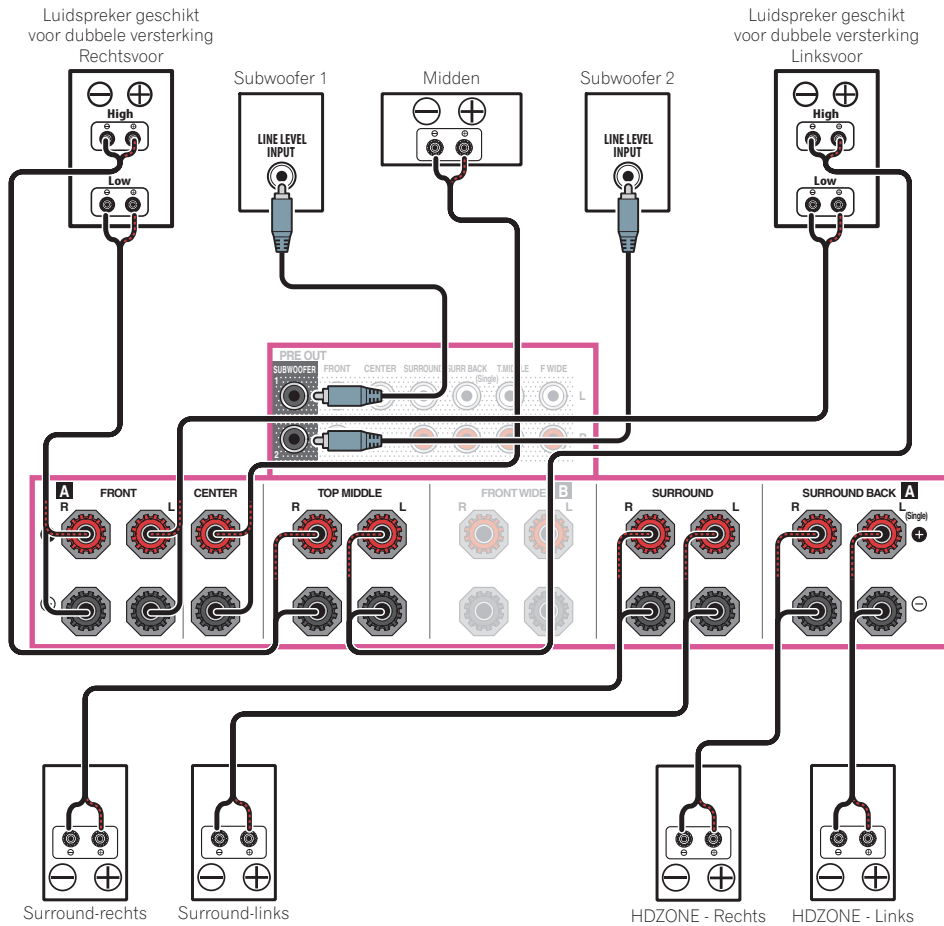 Luidspreker geschikt
voor dubbele versterking
Rechtsvoor
Luidspreker geschikt
voor dubbele versterking
Linksvoor
Subwoofer 1
Midden
Subwoofer 2
High
Low
LINE LEVEL
INPUT
LINE LEVEL
INPUT
High
Low
PRE OUT
SUBWOOFER FRONT CENTER SURROUND SURR BACK T.MIDDLE F WIDE
(Single)
1
L
2
A FRONT CENTER TOP MIDDLE FRONT WIDE B SURROUND SURROUND BACK A
R L R L R L R L R L
(Single)
Surround-rechts
Surround-links
HDZONE - Rechts
HDZONE - Links